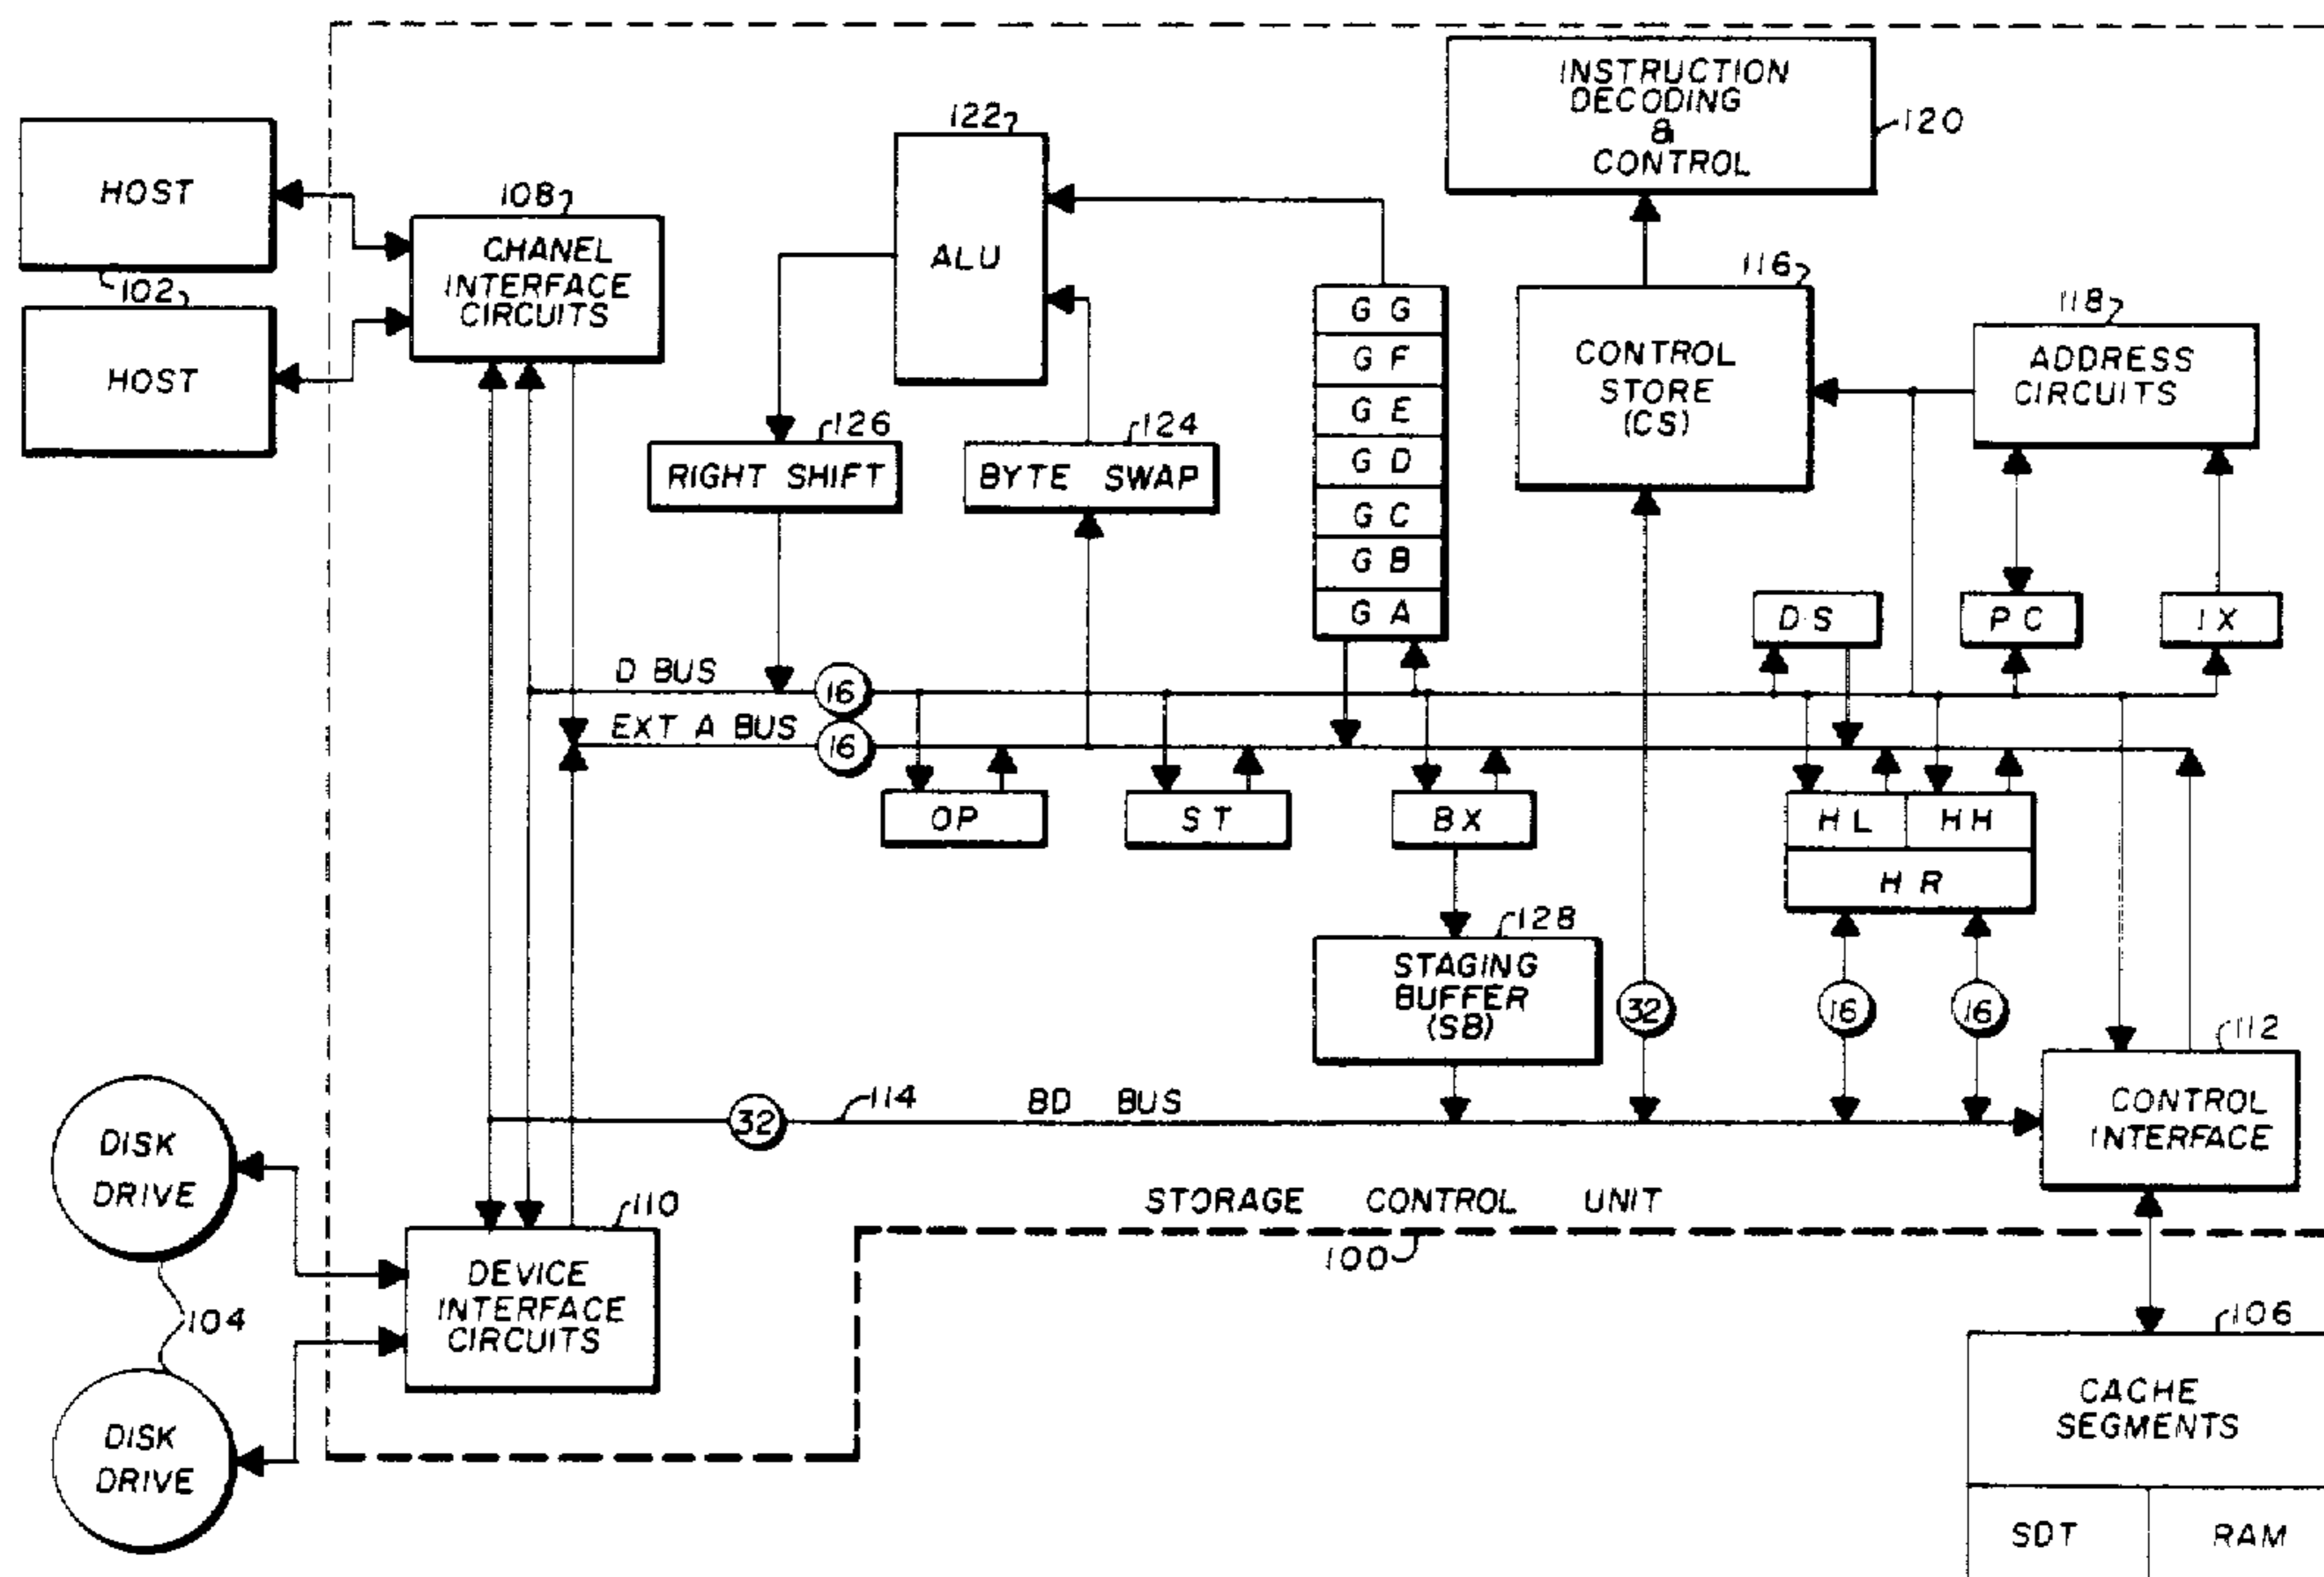 INSTRUCTION
DECODING
&
CONTROL
120
122
ALU
HOST
108
CHANEL
INTERFACE
CIRCUITS
102
HOST
116
CONTROL
STORE
(CS)
118
ADDRESS
CIRCUITS
G G
G F
G E
G D
G C
G B
G A
126
RIGHT SHIFT
124
BYTE SWAP
D S
P C
I X
D BUS
16
EXT A BUS
16
OP
S T
B X
H L
H H
H R
128
STAGING
BUFFER
(SB)
32
16
16
112
CONTROL
INTERFACE
32
114
BD BUS
DISK
DRIVE
104
DISK
DRIVE
110
DEVICE
INTERFACE
CIRCUITS
STORAGE CONTROL UNIT
100
106
CACHE
SEGMENTS
SDT
RAM